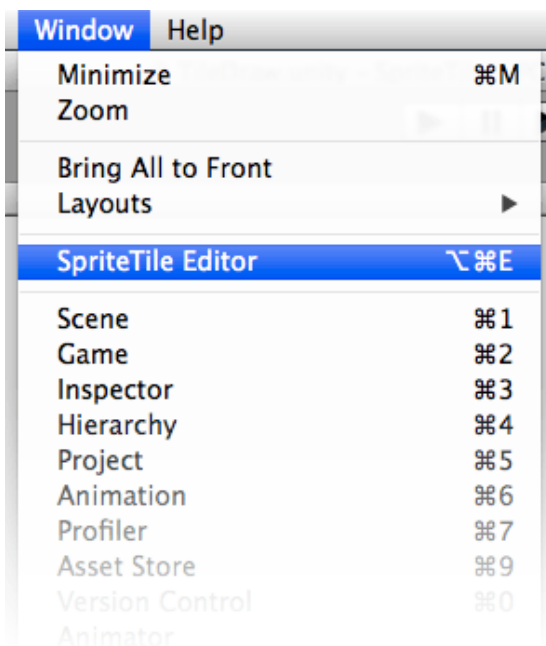 Window Help
Minimize ⌘M
Zoom
Bring All to Front
Layouts ▶
SpriteTile Editor ⌥⌘E
Scene ⌘1
Game ⌘2
Inspector ⌘3
Hierarchy ⌘4
Project ⌘5
Animation ⌘6
Profiler ⌘7
Asset Store ⌘9
Version Control ⌘0
Animator